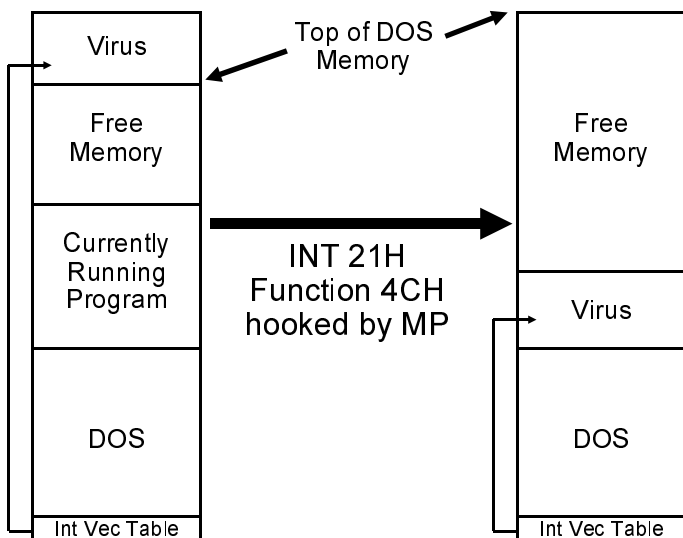 Virus
Top of DOS
Memory
Free
Memory
Free
Memory
Currently
Running
Program
INT 21H
Function 4CH
hooked by MP
Virus
DOS
DOS
Int Vec Table
Int Vec Table